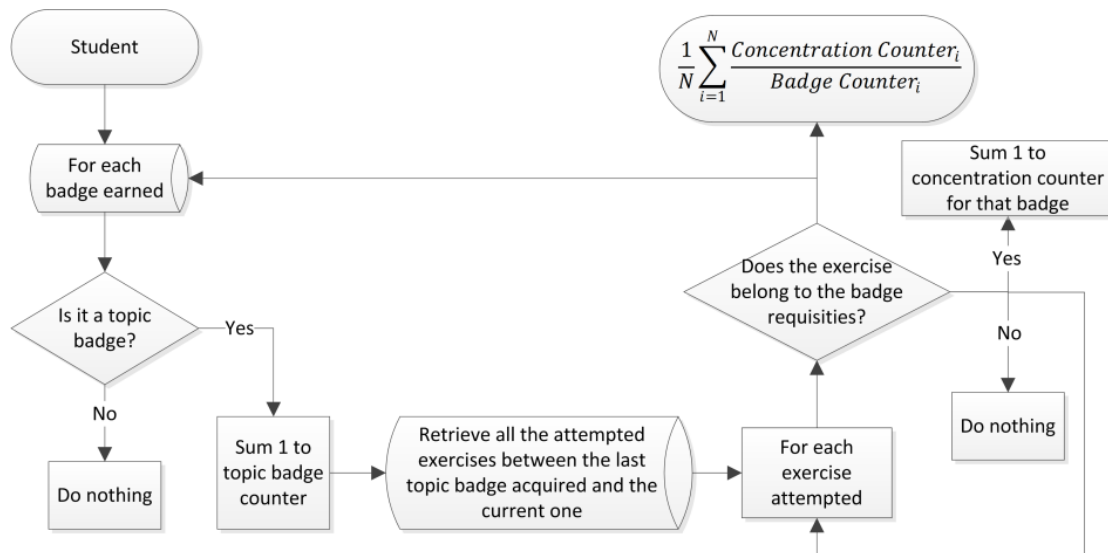 Student
For each
badge earned
Is it a topic
badge?
Yes
No
Do nothing
Sum 1 to
topic badge
counter
Retrieve all the attempted
exercises between the last
topic badge acquired and the
current one
For each
exercise
attempted
Does the exercise
belong to the badge
requisities?
Yes
Sum 1 to
concentration counter
for that badge
No
Do nothing
1/N ∑_{i=1}^{N} Concentration Counter_i / Badge Counter_i